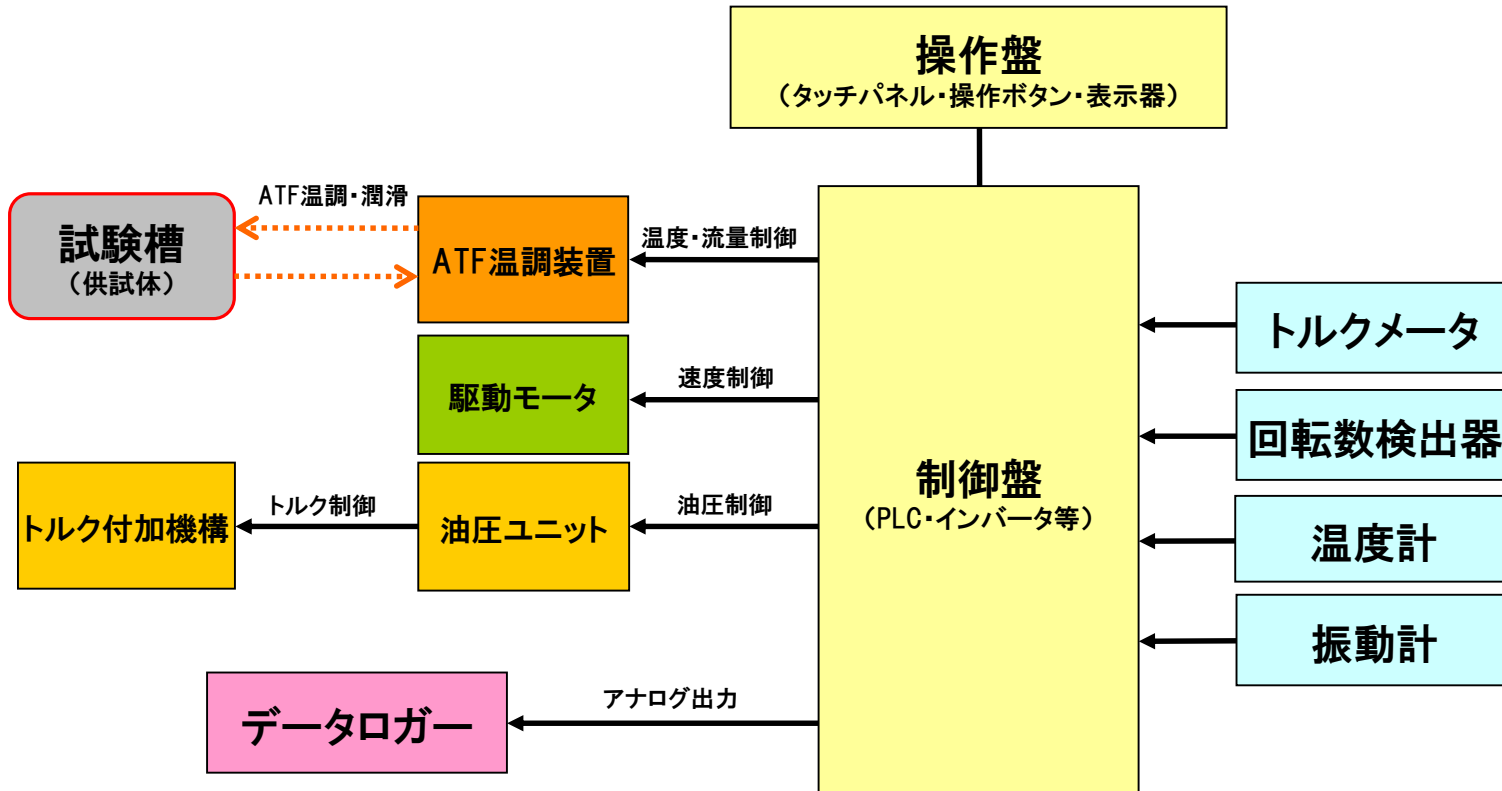 操作盤
(タッチパネル・操作ボタン・表示器)
ATF温調・潤滑
試験槽
(供試体)
ATF温調装置
温度・流量制御
トルクメータ
駆動モータ
速度制御
回転数検出器
制御盤
(PLC・インバータ等)
トルク付加機構
トルク制御
油圧ユニット
油圧制御
温度計
振動計
データロガー
アナログ出力